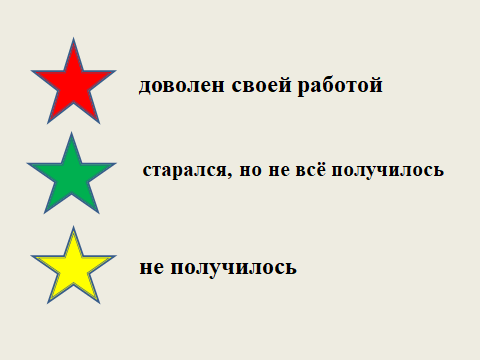 доволен своей работой
старался, но не всё получилось
не получилось